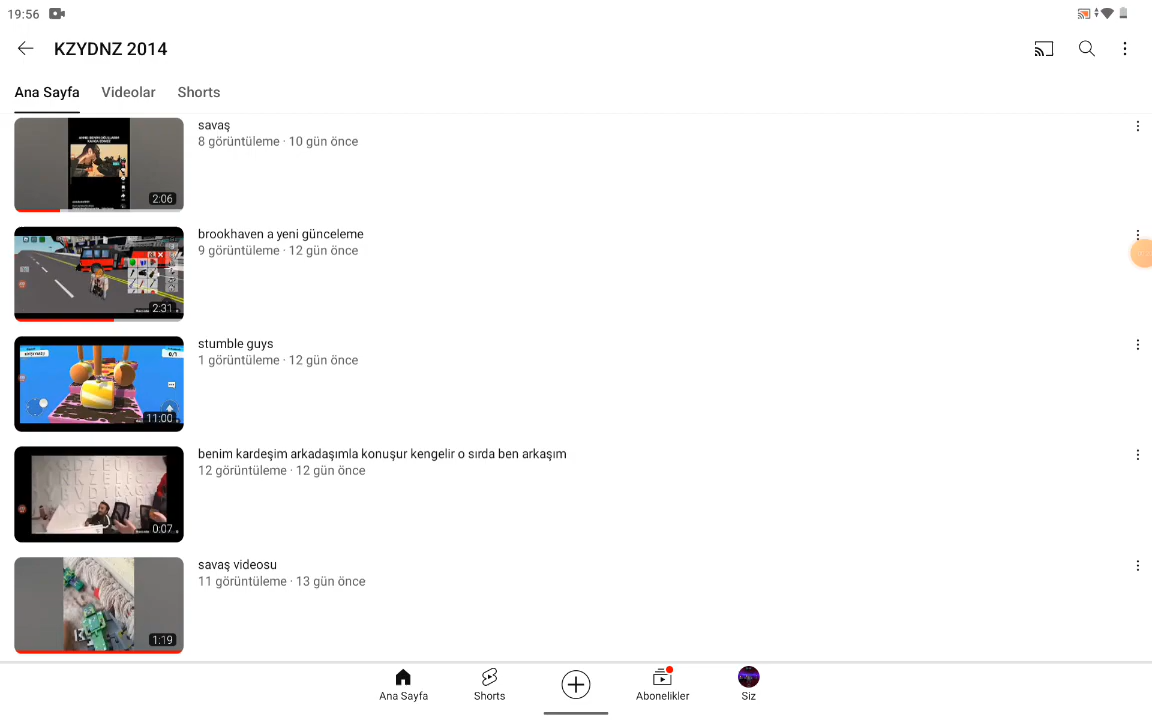 19:56
KZYDNZ 2014
Ana Sayfa Videolar Shorts
savaş
8 görüntüleme · 10 gün önce
2:06
brookhaven a yeni günceleme
9 görüntüleme · 12 gün önce
2:31
stumble guys
1 görüntüleme · 12 gün önce
0/1
11:00
benim kardeşim arkadaşımla konuşur kengelir o sırda ben arkaşım
12 görüntüleme · 12 gün önce
0:07
savaş videosu
11 görüntüleme · 13 gün önce
1:19
Ana Sayfa Shorts Abonelikler Siz